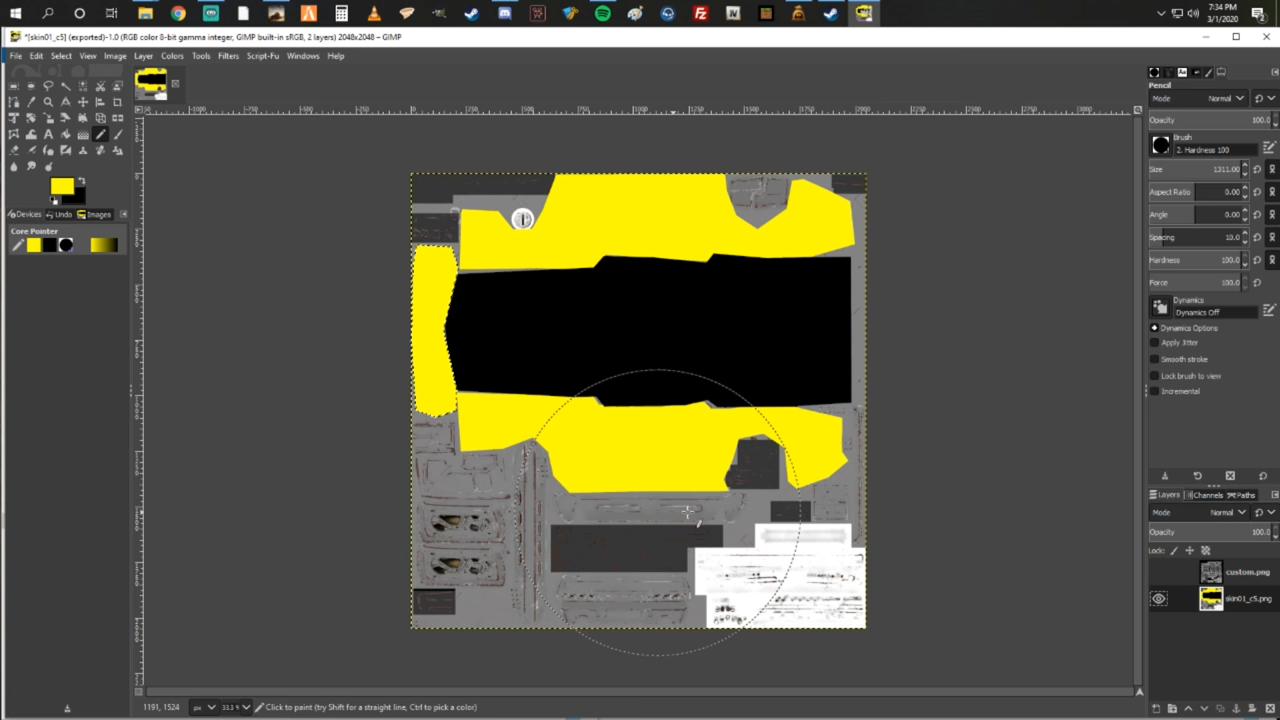 7:34 PM
3/1/2020
*[skin01_c5] (exported)-1.0 (RGB color 8-bit gamma integer, GIMP built-in sRGB, 2 layers) 2048x2048 – GIMP
File Edit Select View Image Layer Colors Tools Filters Script-Fu Windows Help
Pencil
Mode Normal
Opacity 100.0
Brush
2. Hardness 100
Size 1311.00
Aspect Ratio 0.00
Angle 0.00
Spacing 10.0
Hardness 100.0
Force 100.0
Dynamics
Dynamics Off
Dynamics Options
Apply Jitter
Smooth stroke
Lock brush to view
Incremental
Devices Undo Images
Core Pointer
Layers Channels Paths
Mode Normal
Opacity 100.0
Lock:
custom.png
skin01_c5.png
1191, 1524 px 33.3 % Click to paint (try Shift for a straight line, Ctrl to pick a color)